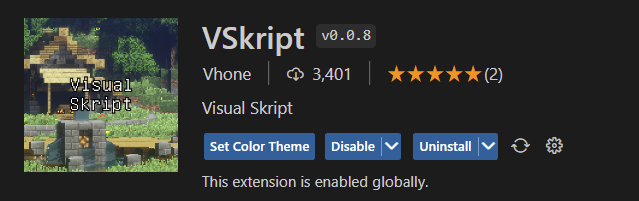 VSkript v0.0.8
Vhone 3,401 (2)
Visual Skript
Visual
Skript
Set Color Theme Disable Uninstall
This extension is enabled globally.